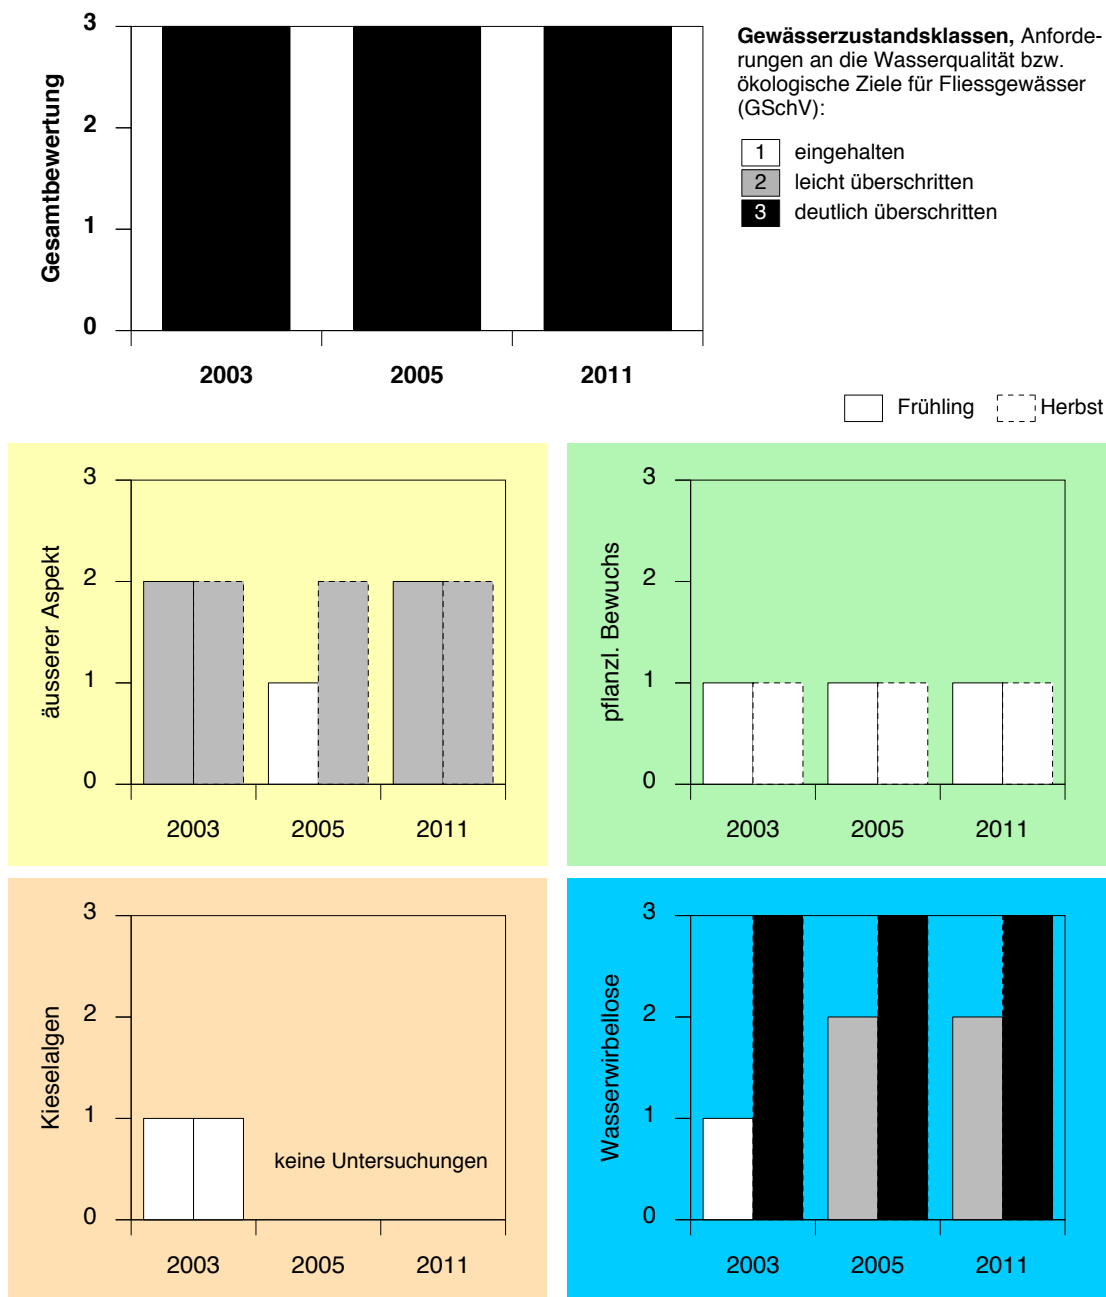 Gesamtbewertung
3
2
1
0
2003 2005 2011
Gewässerzustandsklassen, Anforde-
rungen an die Wasserqualität bzw.
ökologische Ziele für Fliessgewässer
(GSchV):
1 eingehalten
2 leicht überschritten
3 deutlich überschritten
Frühling Herbst
äusserer Aspekt
3
2
1
0
2003 2005 2011
pflanzl. Bewuchs
3
2
1
0
2003 2005 2011
Kieselalgen
3
2
1
0
keine Untersuchungen
2003 2005 2011
Wasserwirbellose
3
2
1
0
2003 2005 2011